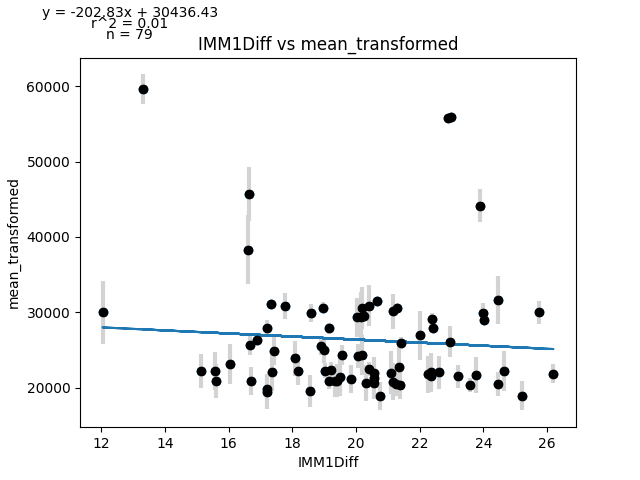 y = -202.83x + 30436.43
r^2 = 0.01
n = 79
IMM1Diff vs mean_transformed
60000
50000
40000
30000
20000
mean_transformed
12 14 16 18 20 22 24 26
IMM1Diff